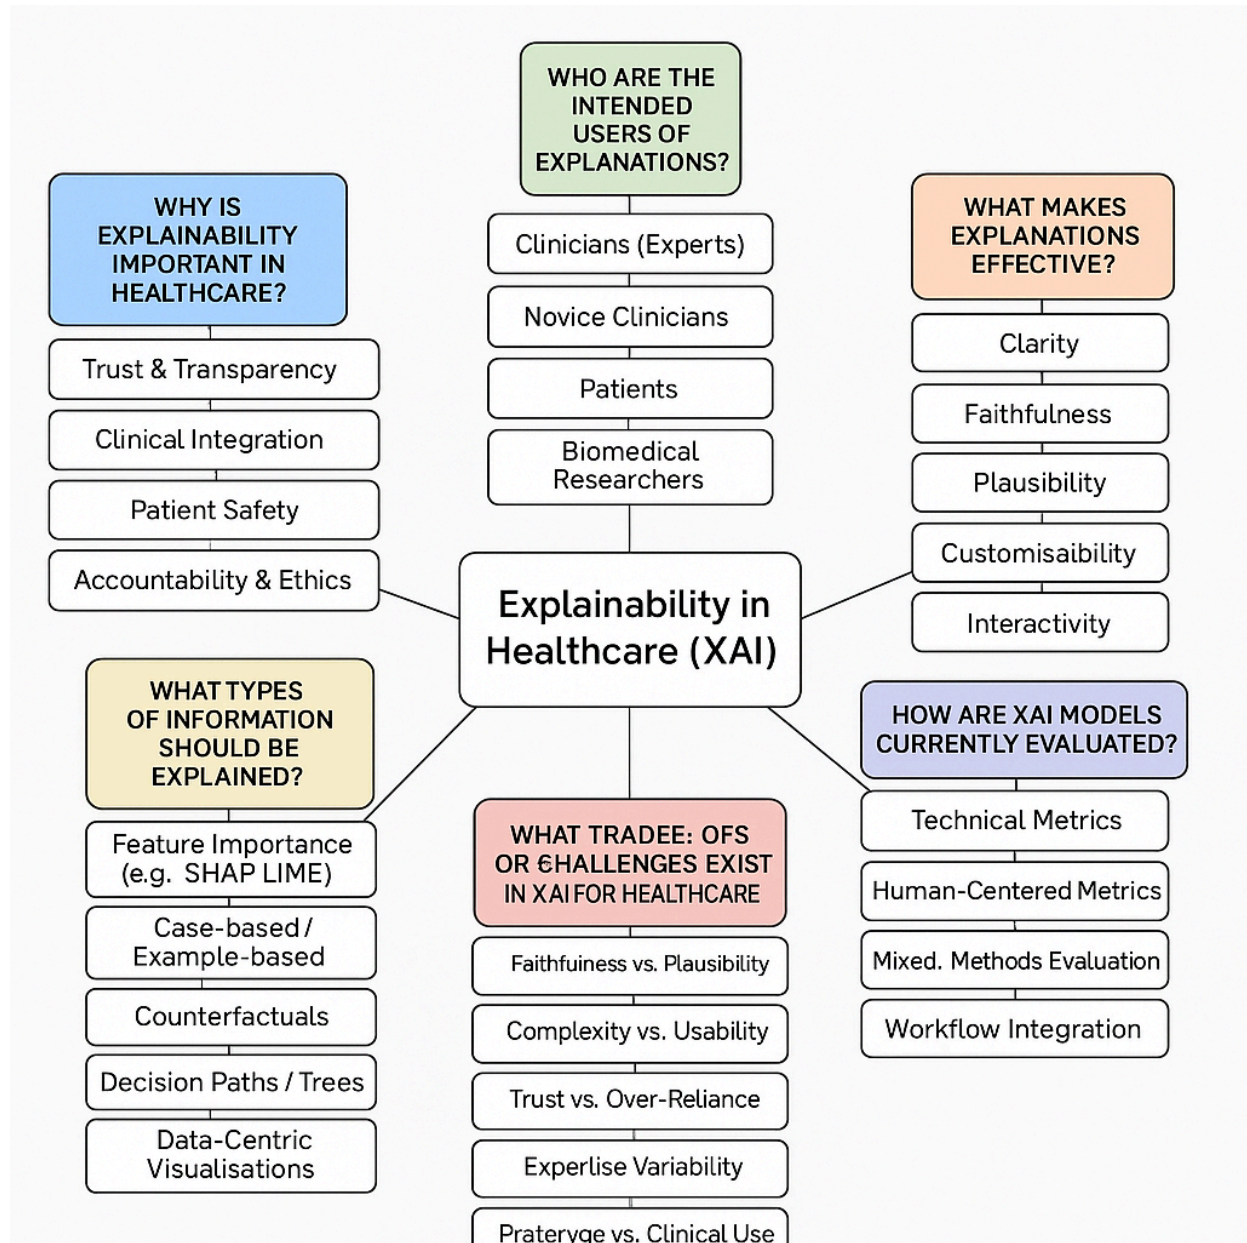 WHO ARE THE
INTENDED
USERS OF
EXPLANATIONS?
Clinicians (Experts)
Novice Clinicians
Patients
Biomedical
Researchers
WHY IS
EXPLAINABILITY
IMPORTANT IN
HEALTHCARE?
Trust & Transparency
Clinical Integration
Patient Safety
Accountability & Ethics
WHAT MAKES
EXPLANATIONS
EFFECTIVE?
Clarity
Faithfulness
Plausibility
Customisaibility
Interactivity
Explainability in
Healthcare (XAI)
WHAT TYPES
OF INFORMATION
SHOULD BE
EXPLAINED?
Feature Importance
(e.g. SHAP LIME)
Case-based /
Example-based
Counterfactuals
Decision Paths / Trees
Data-Centric
Visualisations
WHAT TRADEE: OFS
OR CHALLENGES EXIST
IN XAI FOR HEALTHCARE
Faithfuiness vs. Plausibility
Complexity vs. Usability
Trust vs. Over-Reliance
Experlise Variability
Prateryge vs. Clinical Use
HOW ARE XAI MODELS
CURRENTLY EVALUATED?
Technical Metrics
Human-Centered Metrics
Mixed. Methods Evaluation
Workflow Integration